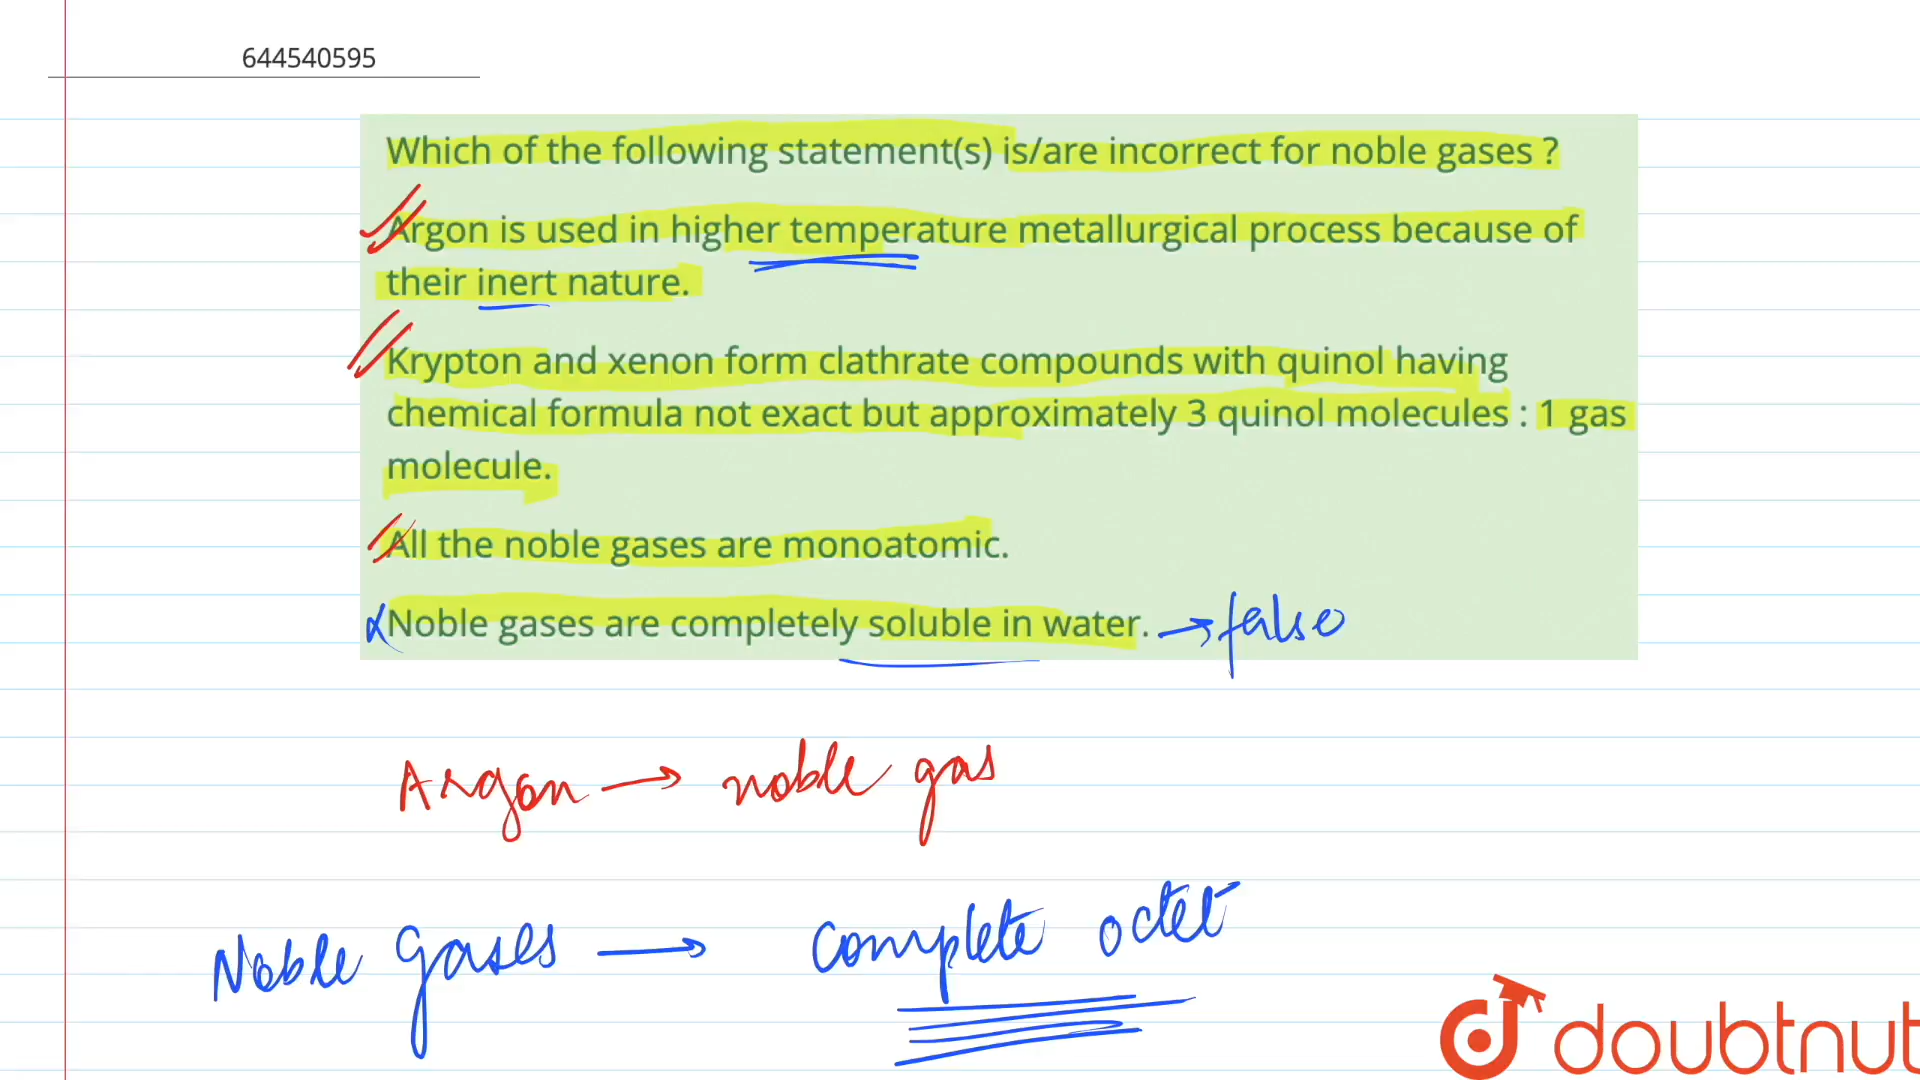 644540595
Which of the following statement(s) is/are incorrect for noble gases ?
Argon is used in higher temperature metallurgical process because of
their inert nature.
Krypton and xenon form clathrate compounds with quinol having
chemical formula not exact but approximately 3 quinol molecules : 1 gas
molecule.
All the noble gases are monoatomic.
Noble gases are completely soluble in water. → false
Argon → noble gas
Noble gases → complete octet
doubtnut